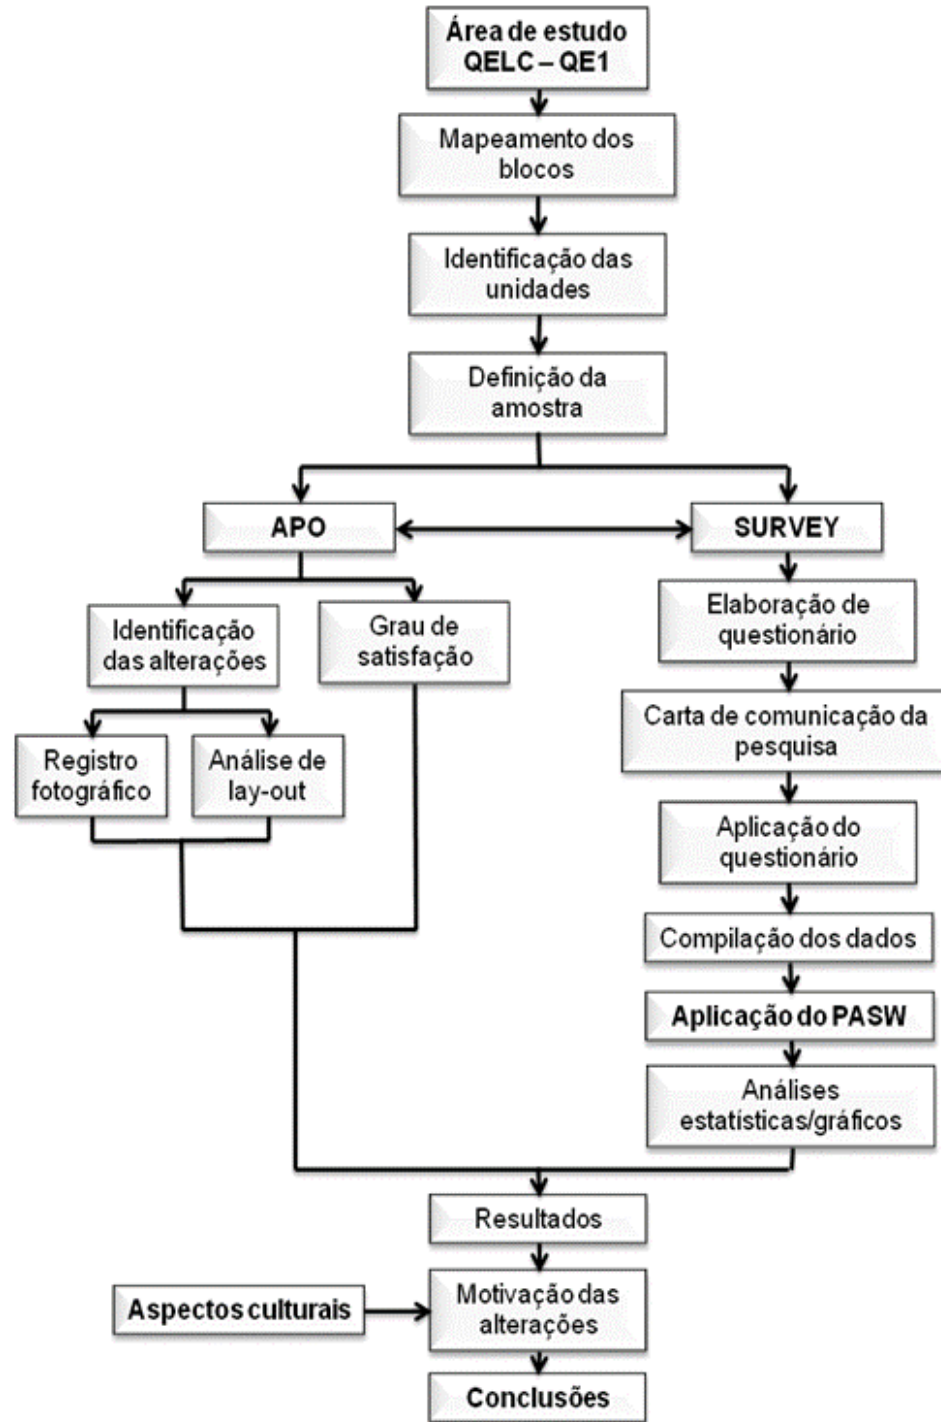 Área de estudo
QELC – QE1
Mapeamento dos
blocos
Identificação das
unidades
Definição da
amostra
APO
SURVEY
Identificação
das alterações
Grau de
satisfação
Registro
fotográfico
Análise de
lay-out
Elaboração de
questionário
Carta de comunicação da
pesquisa
Aplicação do
questionário
Compilação dos dados
Aplicação do PASW
Análises
estatísticas/gráficos
Resultados
Aspectos culturais
Motivação das
alterações
Conclusões